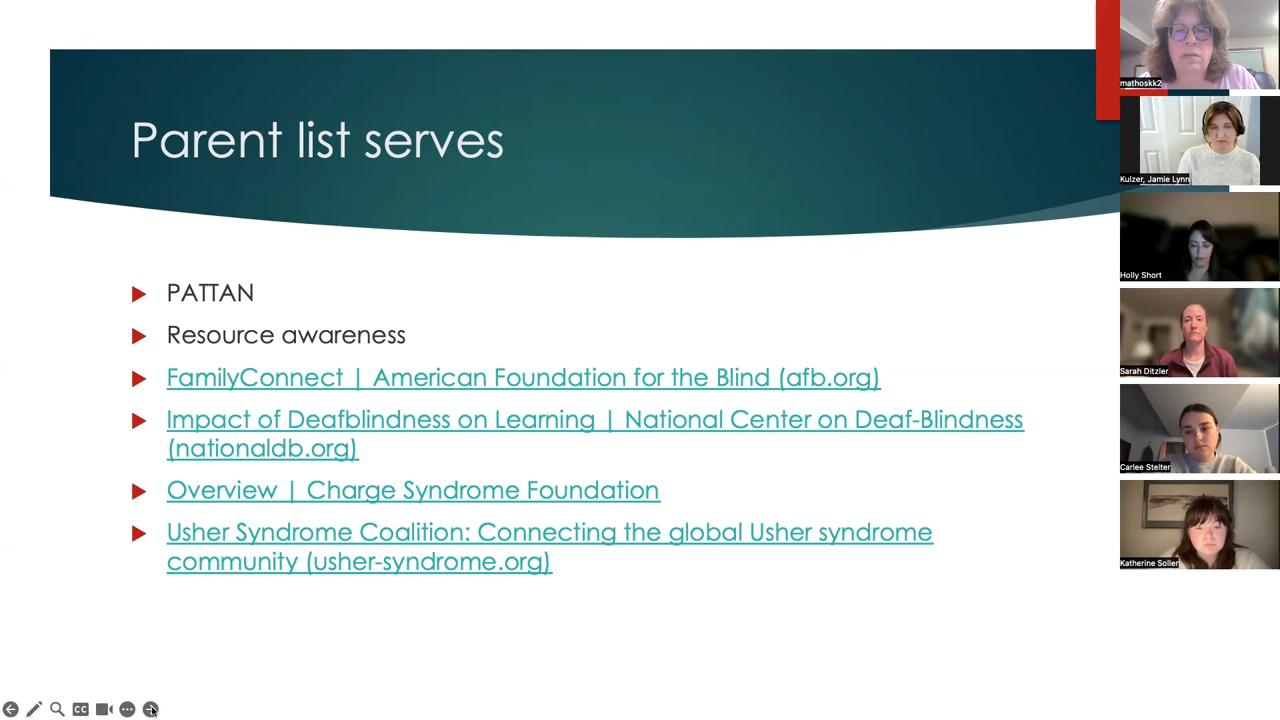 Parent list serves
PATTAN
Resource awareness
FamilyConnect | American Foundation for the Blind (afb.org)
Impact of Deafblindness on Learning | National Center on Deaf-Blindness
(nationaldb.org)
Overview | Charge Syndrome Foundation
Usher Syndrome Coalition: Connecting the global Usher syndrome
community (usher-syndrome.org)
mathoskk2
Kulzer, Jamie Lynn
Holly Short
Sarah Ditzler
Carlee Stelter
Katherine Soller
CC